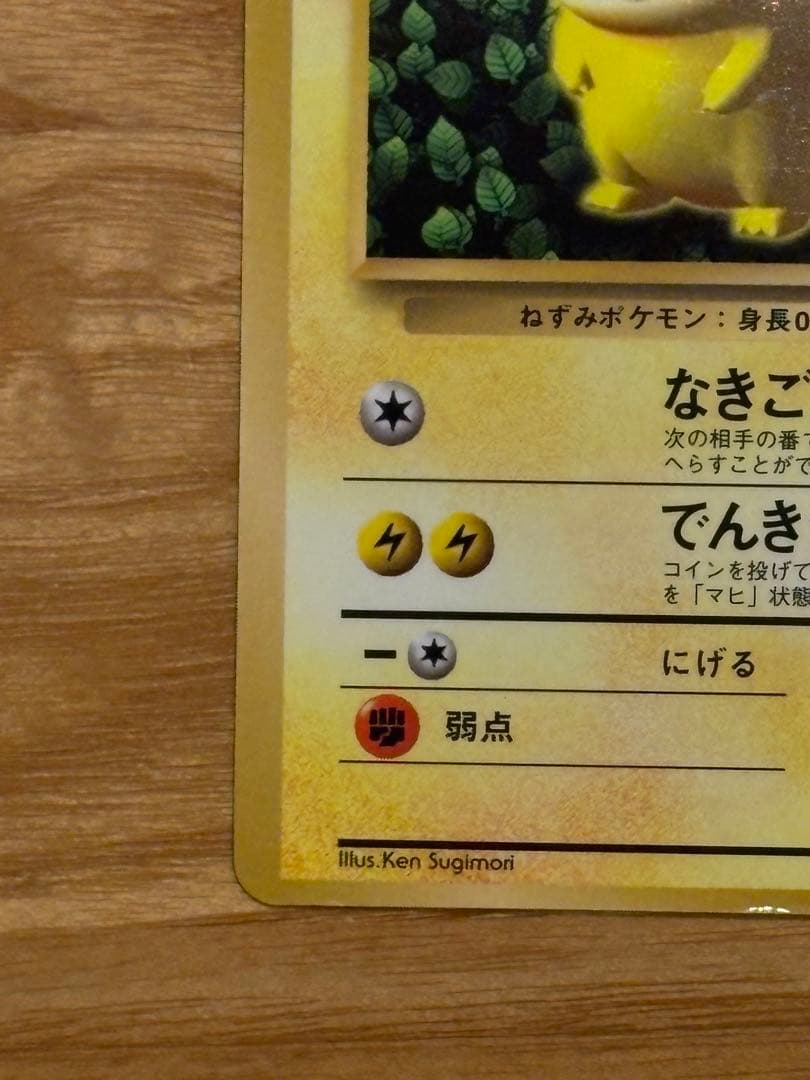 ねずみポケモン：身長0
なきご
次の相手の番
へらすことがで
でんき
コインを投げて
を「マヒ」状態
にげる
弱点
Illus.Ken Sugimori